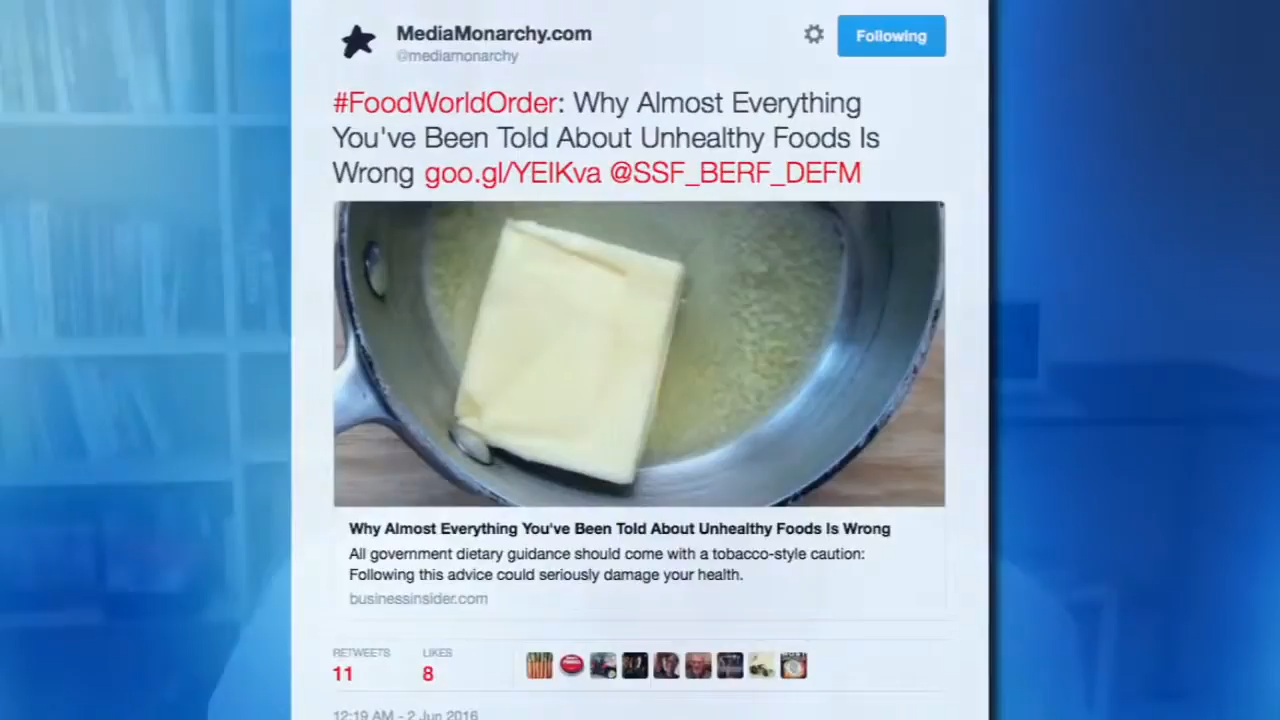 MediaMonarchy.com
@mediamonarchy
Following
#FoodWorldOrder: Why Almost Everything
You've Been Told About Unhealthy Foods Is
Wrong goo.gl/YEIKva @SSF_BERF_DEFM
Why Almost Everything You've Been Told About Unhealthy Foods Is Wrong
All government dietary guidance should come with a tobacco-style caution:
Following this advice could seriously damage your health.
businessinsider.com
RETWEETS
11
LIKES
8
12:19 AM - 2 Jun 2016